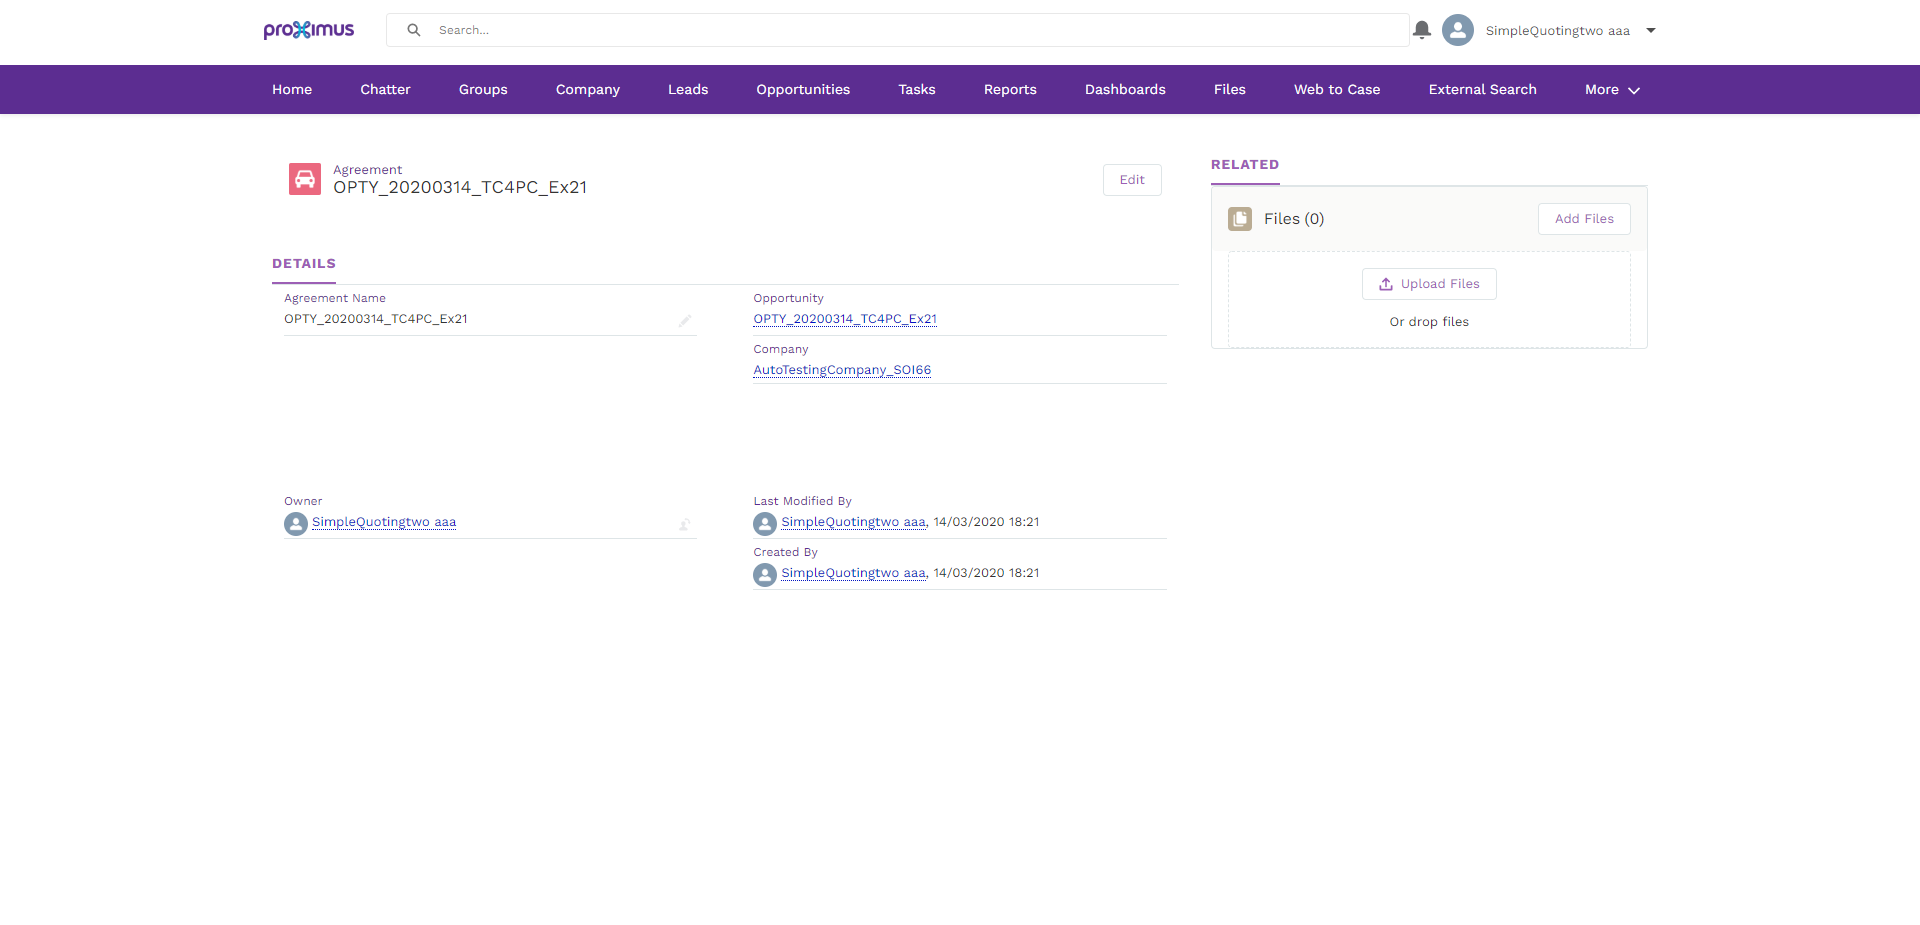 proximus
Search...
SimpleQuotingtwo aaa
Home Chatter Groups Company Leads Opportunities Tasks Reports Dashboards Files Web to Case External Search More
Agreement
OPTY_20200314_TC4PC_Ex21
Edit
DETAILS
Agreement Name
OPTY_20200314_TC4PC_Ex21
Opportunity
OPTY_20200314_TC4PC_Ex21
Company
AutoTestingCompany_SOI66
Owner
SimpleQuotingtwo aaa
Last Modified By
SimpleQuotingtwo aaa, 14/03/2020 18:21
Created By
SimpleQuotingtwo aaa, 14/03/2020 18:21
RELATED
Files (0)
Add Files
Upload Files
Or drop files